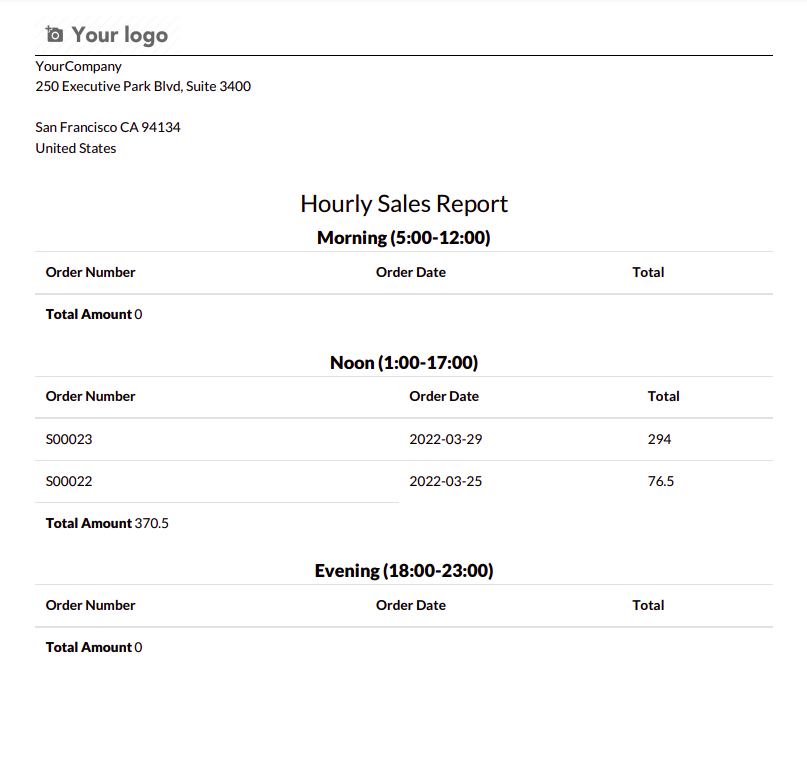 Your logo
YourCompany
250 Executive Park Blvd, Suite 3400
San Francisco CA 94134
United States
Hourly Sales Report
Morning (5:00-12:00)
Order Number Order Date Total
Total Amount 0
Noon (1:00-17:00)
Order Number Order Date Total
S00023 2022-03-29 294
S00022 2022-03-25 76.5
Total Amount 370.5
Evening (18:00-23:00)
Order Number Order Date Total
Total Amount 0